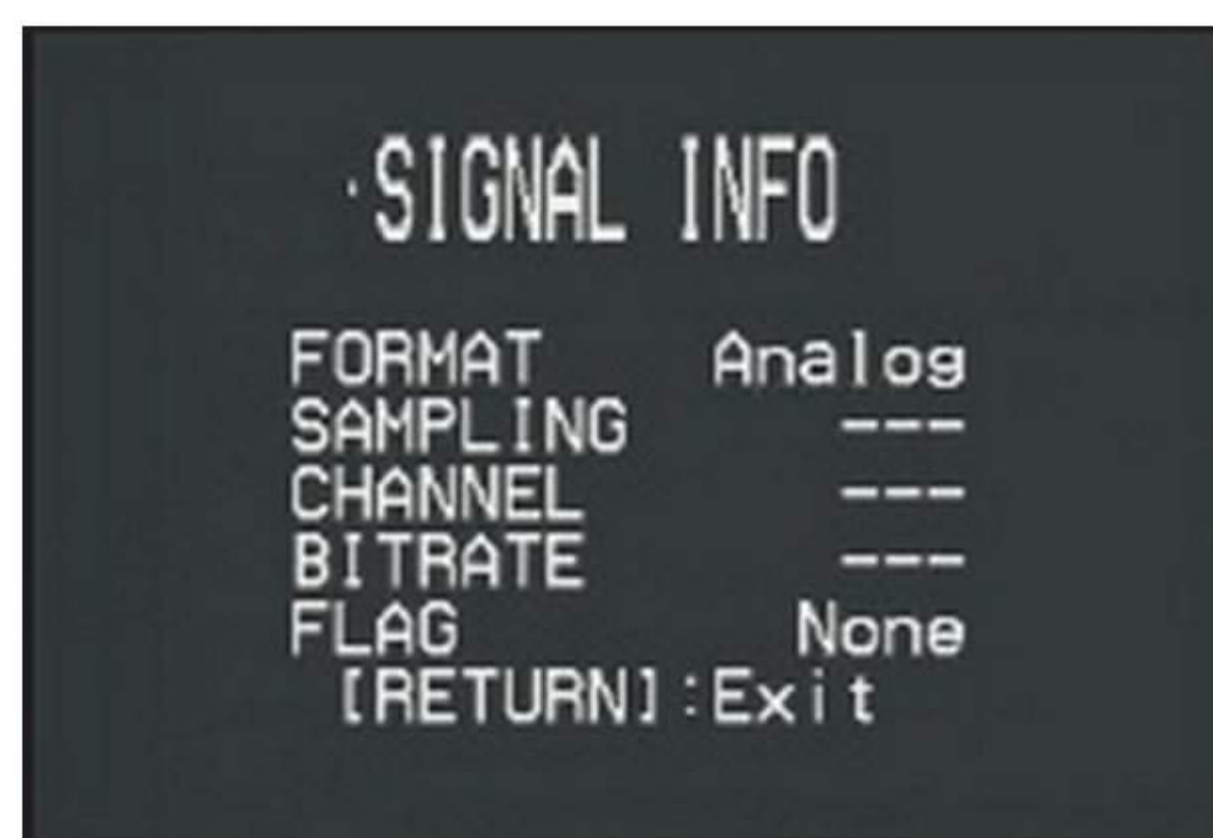 ·SIGNAL INFO
FORMAT Analog
SAMPLING ---
CHANNEL ---
BITRATE ---
FLAG None
[RETURN]:Exit